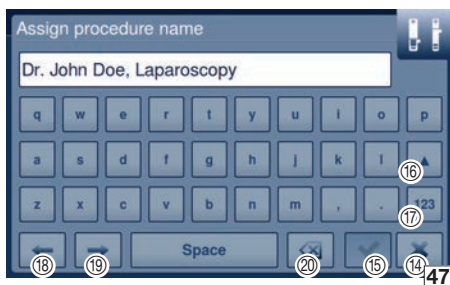 Assign procedure name
Dr. John Doe, Laparoscopy
q w e r t y u i o p
a s d f g h j k l
⑯
z x c v b n m , . 123
⑰
Space
⑱ ⑲ ⑳ ⑮ ⑭
47